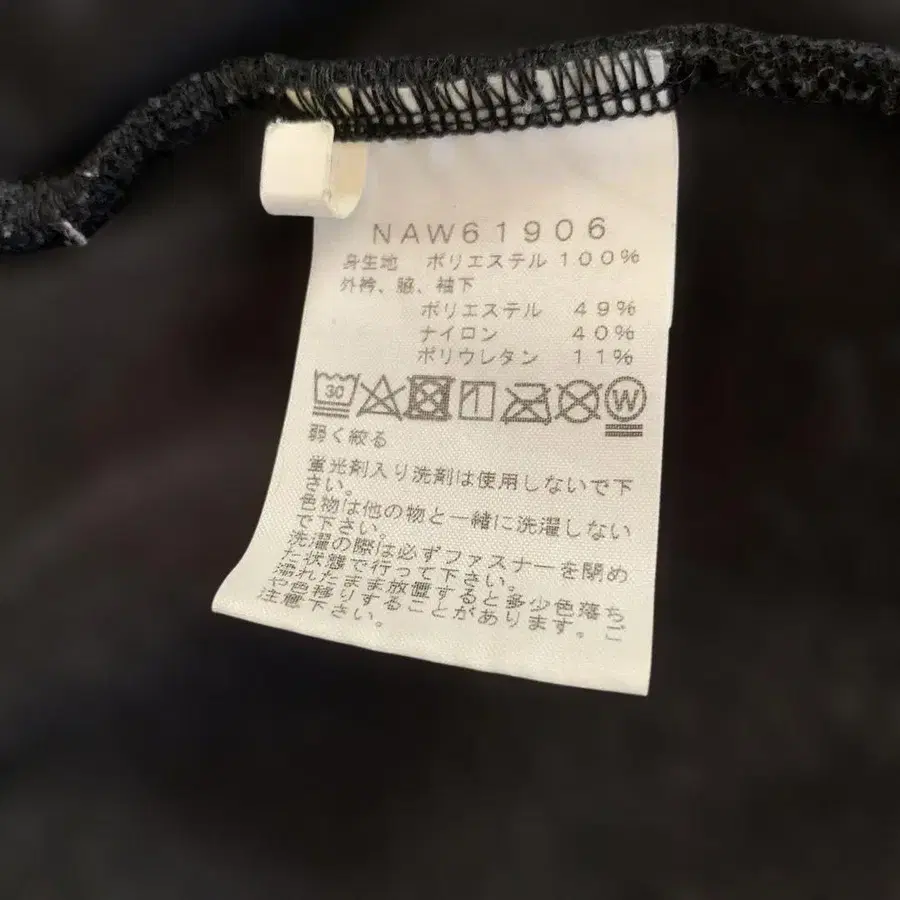 NAW61906
身生地 ポリエステル 100%
外衿、脇、袖下
ポリエステル 49%
ナイロン 40%
ポリウレタン 11%
30 W
弱く絞る
蛍光剤入り洗剤は使用しないで下
さい。
色物は他の物と一緒に洗濯しない
で下さい。
洗濯の際は必ずファスナーを閉め
た状態で行って下さい。
濡れたまま放置すると多少色落ち
や色移りすることがあります。ご
注意下さい。